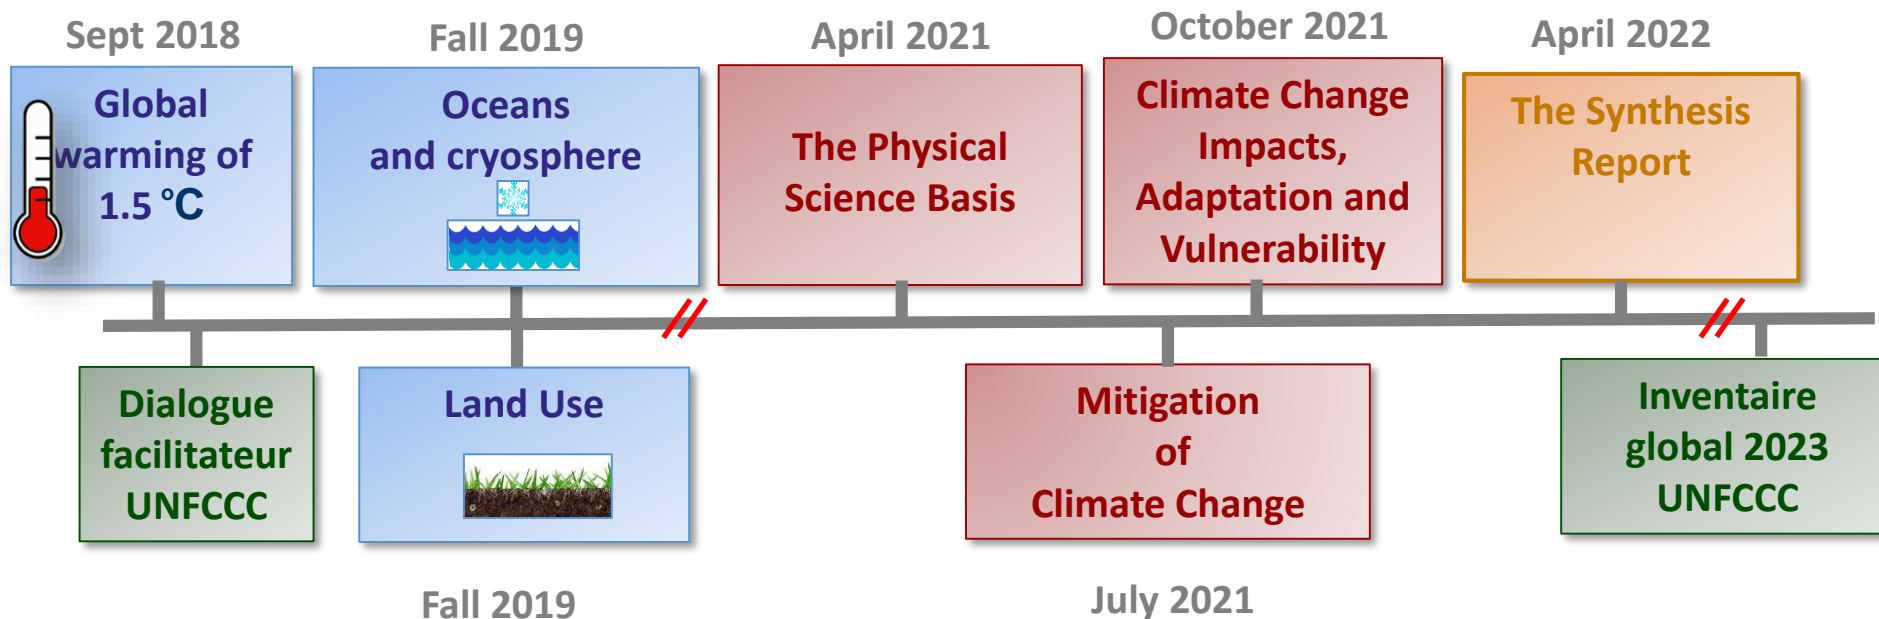 Sept 2018
Global
warming of
1.5 °C
Fall 2019
Oceans
and cryosphere
April 2021
The Physical
Science Basis
October 2021
Climate Change
Impacts,
Adaptation and
Vulnerability
April 2022
The Synthesis
Report
Dialogue
facilitateur
UNFCCC
Land Use
Fall 2019
Mitigation
of
Climate Change
July 2021
Inventaire
global 2023
UNFCCC